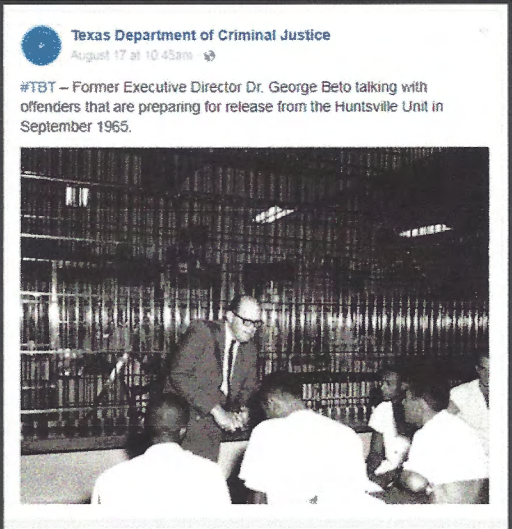 Texas Department of Criminal Justice
August 17 at 10:45am
#TBT – Former Executive Director Dr. George Beto talking with
offenders that are preparing for release from the Huntsville Unit in
September 1965.